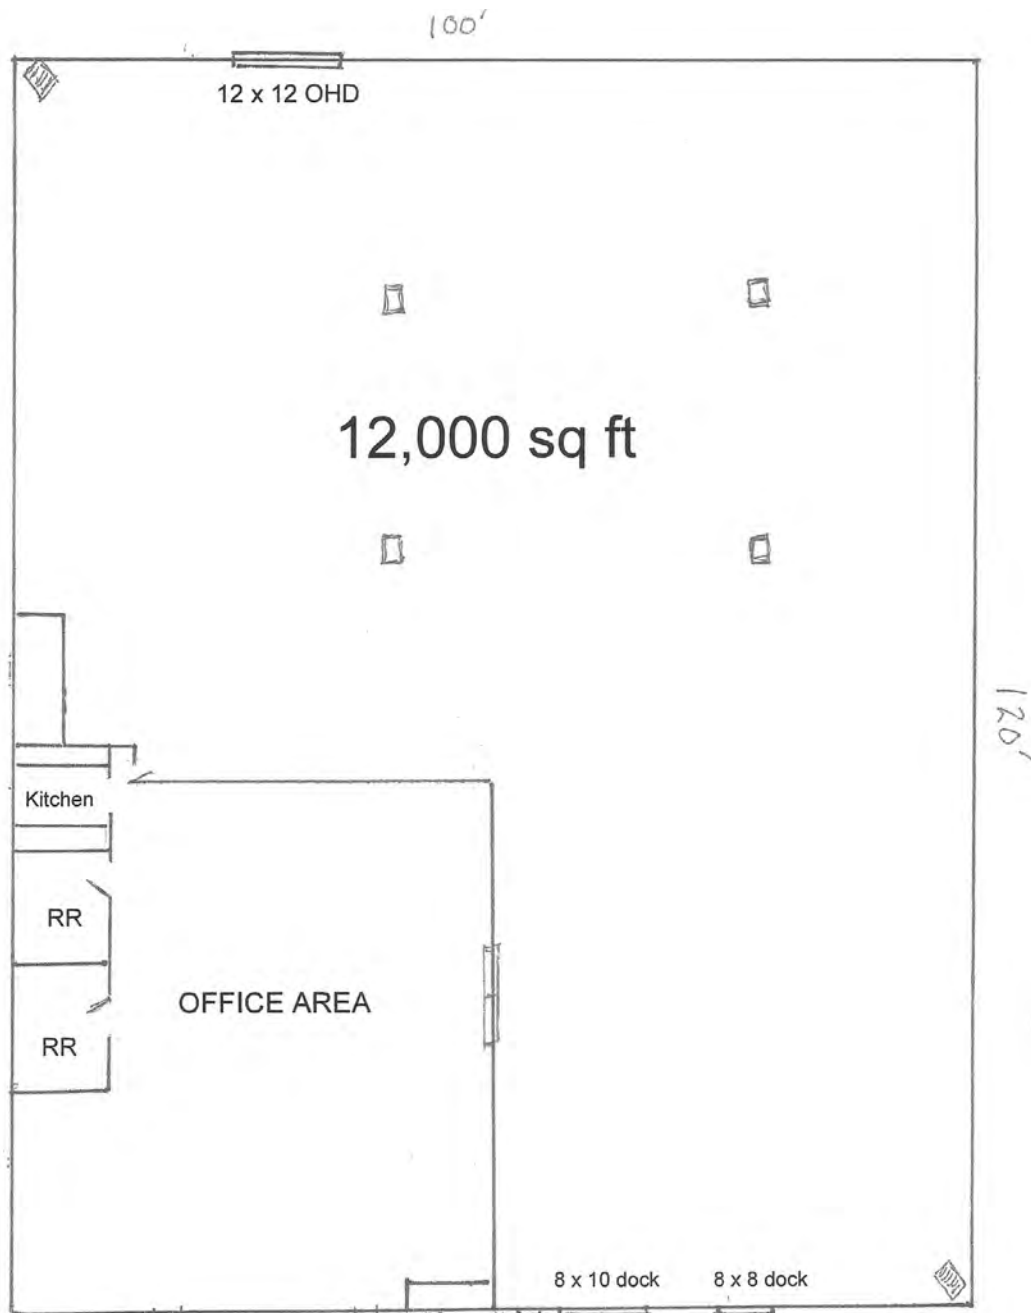 100'
12 x 12 OHD
12,000 sq ft
120'
Kitchen
RR
OFFICE AREA
RR
8 x 10 dock
8 x 8 dock